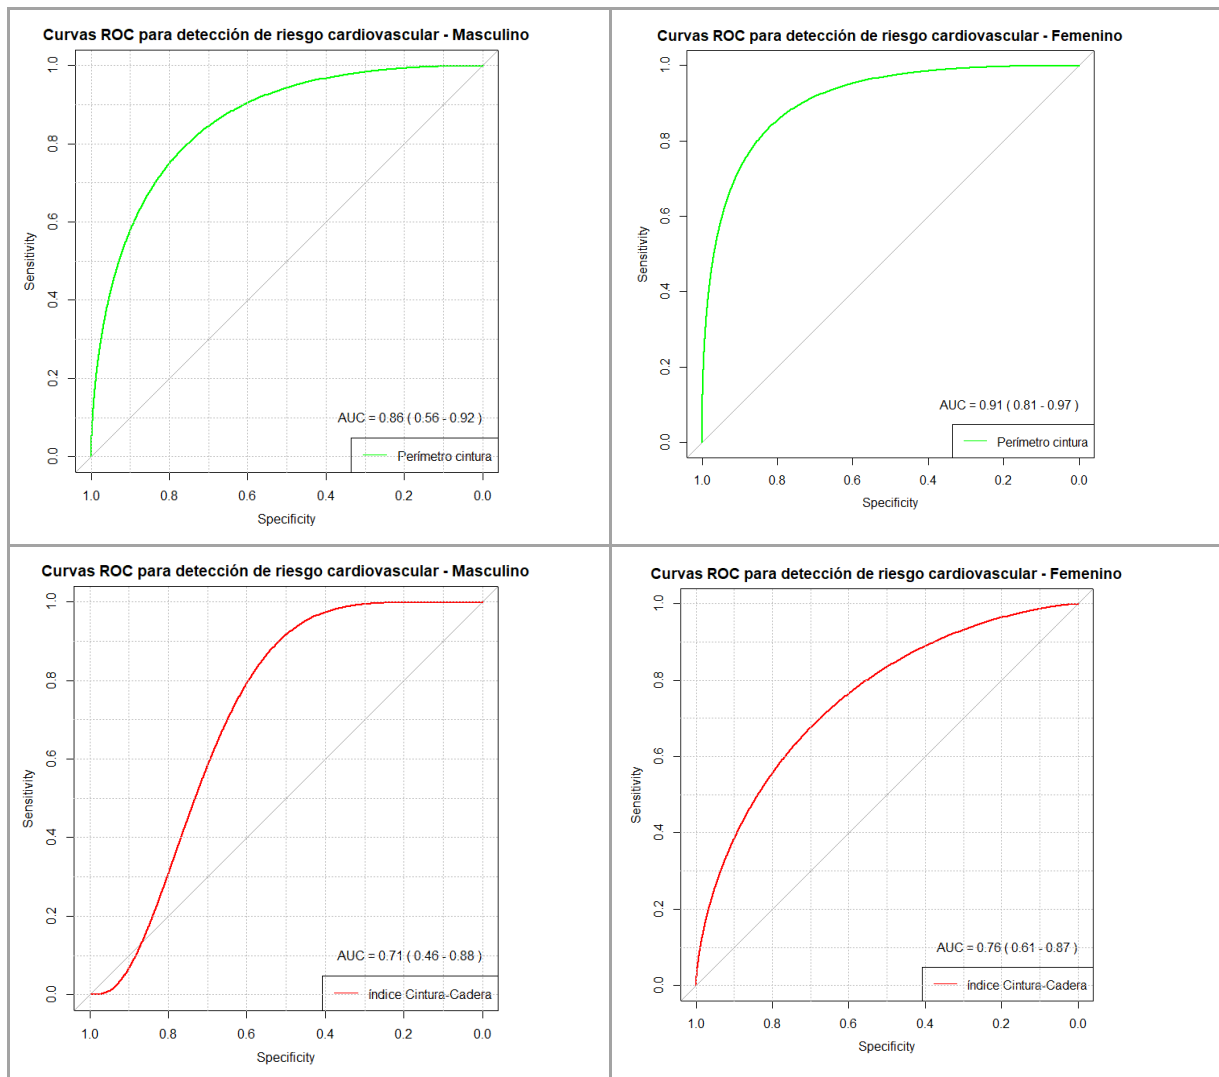 Curvas ROC para detección de riesgo cardiovascular - Masculino
Sensitivity
1.0
0.8
0.6
0.4
0.2
0.0
AUC = 0.86 ( 0.56 - 0.92 )
Perímetro cintura
1.0 0.8 0.6 0.4 0.2 0.0
Specificity
Curvas ROC para detección de riesgo cardiovascular - Femenino
Sensitivity
1.0
0.8
0.6
0.4
0.2
0.0
AUC = 0.91 ( 0.81 - 0.97 )
Perímetro cintura
1.0 0.8 0.6 0.4 0.2 0.0
Specificity
Curvas ROC para detección de riesgo cardiovascular - Masculino
Sensitivity
1.0
0.8
0.6
0.4
0.2
0.0
AUC = 0.71 ( 0.46 - 0.88 )
índice Cintura-Cadera
1.0 0.8 0.6 0.4 0.2 0.0
Specificity
Curvas ROC para detección de riesgo cardiovascular - Femenino
Sensitivity
1.0
0.8
0.6
0.4
0.2
0.0
AUC = 0.76 ( 0.61 - 0.87 )
índice Cintura-Cadera
1.0 0.8 0.6 0.4 0.2 0.0
Specificity